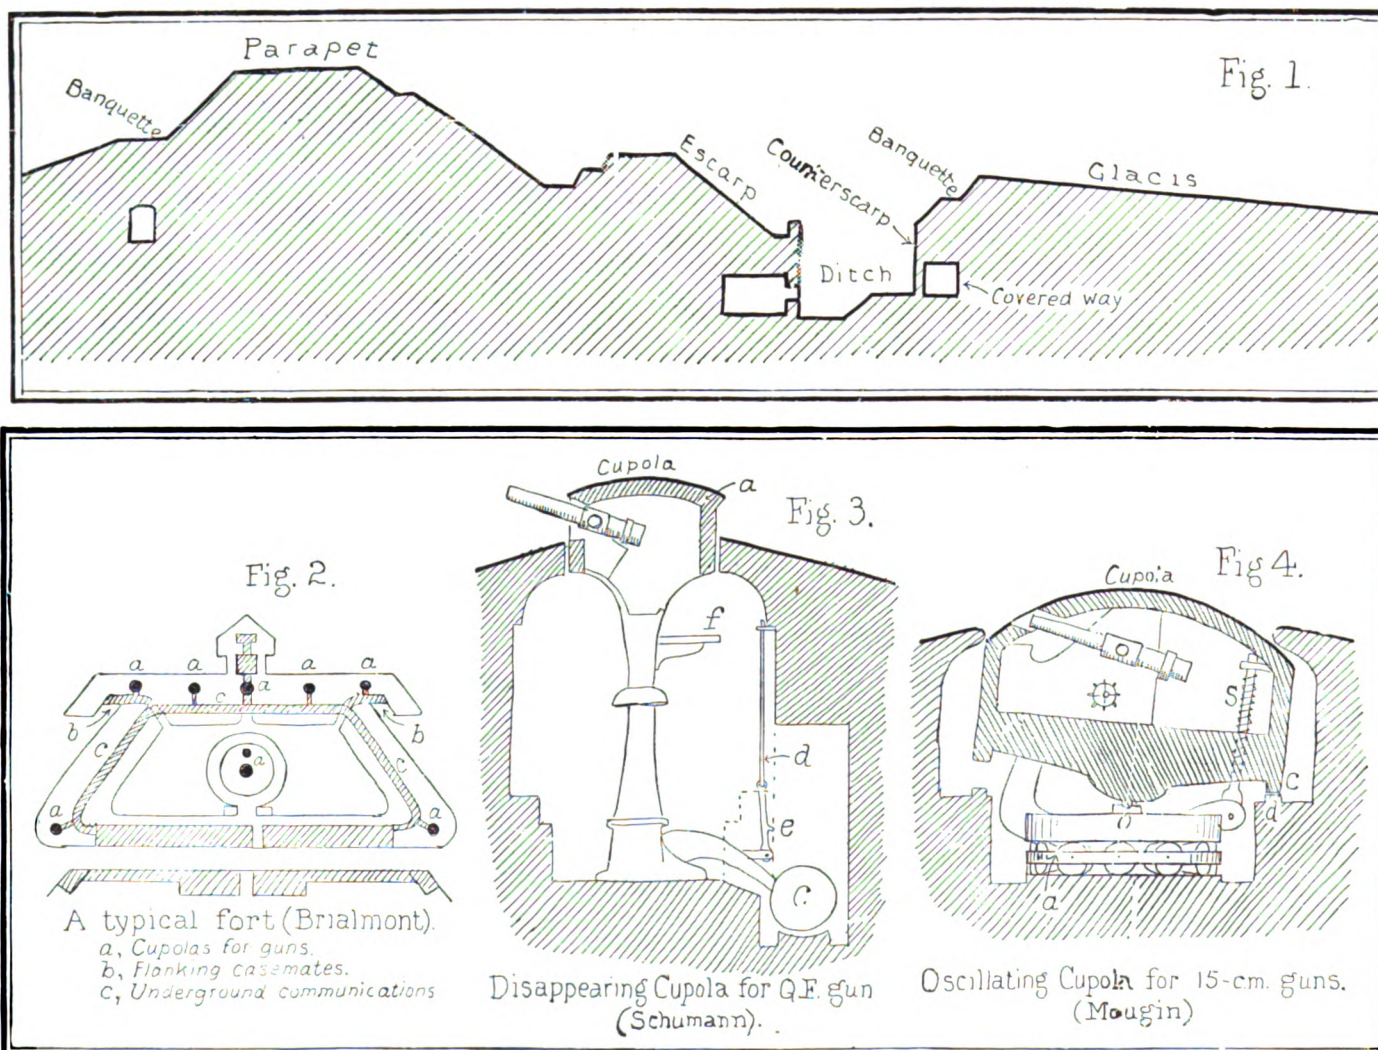 Fig. 1.
Parapet
Banquette
Escarp
Counterscarp
Banquette
Glacis
Ditch
Covered way
Fig. 2.
a
a
a
a
a
c
b
b
c
c
a
a
a
A typical fort (Brialmont).
a, Cupolas for guns.
b, Flanking casemates.
c, Underground communications
Fig. 3.
Cupola
a
f
d
e
C
Disappearing Cupola for Q.F. gun
(Schumann).
Fig 4.
Cupola
S
C
d
a
Oscillating Cupola for 15-cm. guns.
(Mougin)